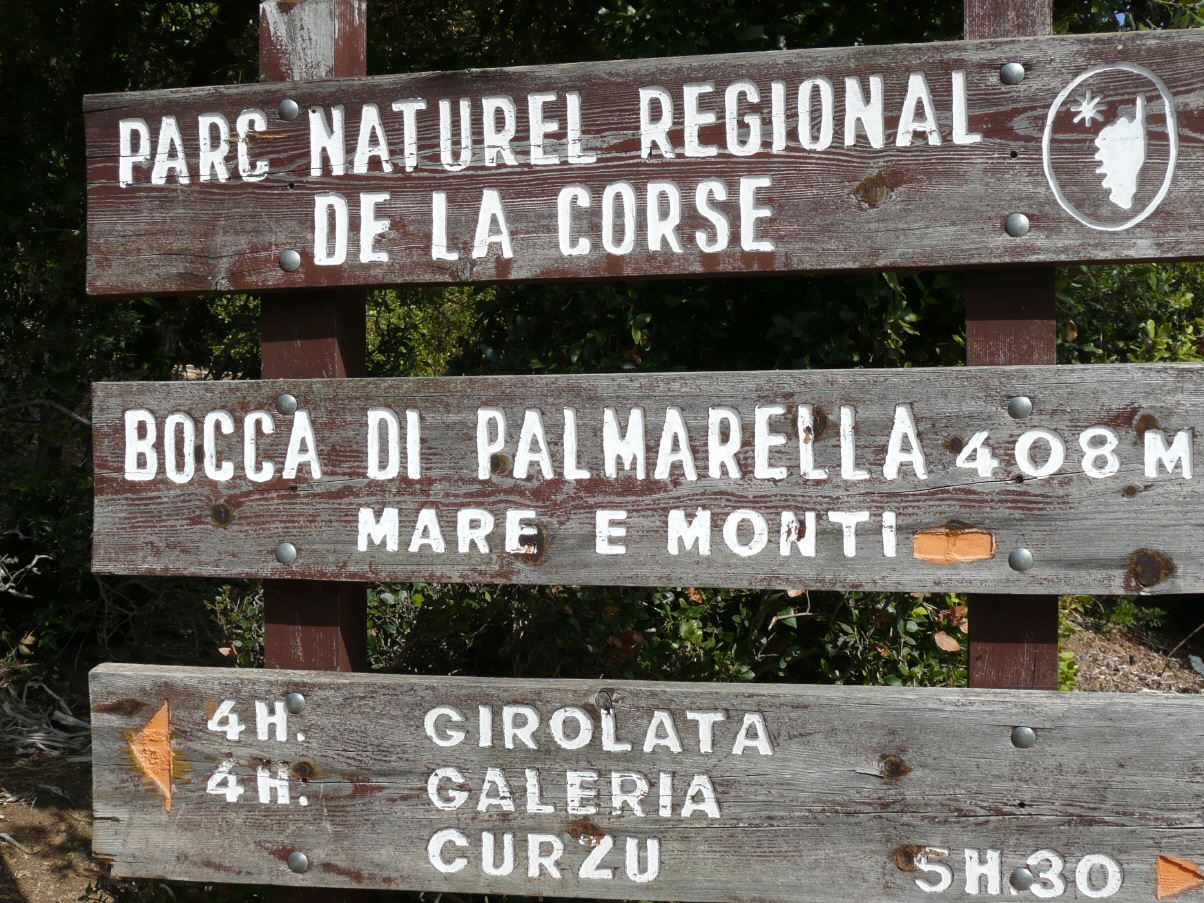 PARC NATUREL REGIONAL
DE LA CORSE
BOCCA DI PALMARELLA 408 M
MARE E MONTI
4H. GIROLATA
4H. GALERIA
CURZU 5H.30